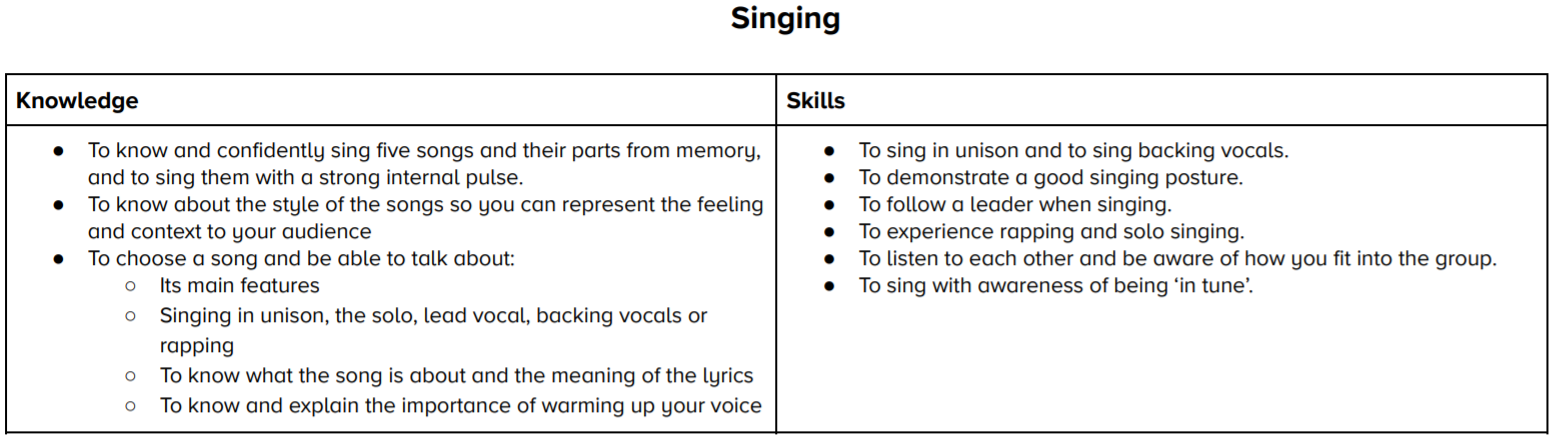 Singing
Knowledge
● To know and confidently sing five songs and their parts from memory,
and to sing them with a strong internal pulse.
● To know about the style of the songs so you can represent the feeling
and context to your audience
● To choose a song and be able to talk about:
○ Its main features
○ Singing in unison, the solo, lead vocal, backing vocals or
rapping
○ To know what the song is about and the meaning of the lyrics
○ To know and explain the importance of warming up your voice
Skills
● To sing in unison and to sing backing vocals.
● To demonstrate a good singing posture.
● To follow a leader when singing.
● To experience rapping and solo singing.
● To listen to each other and be aware of how you fit into the group.
● To sing with awareness of being ‘in tune’.